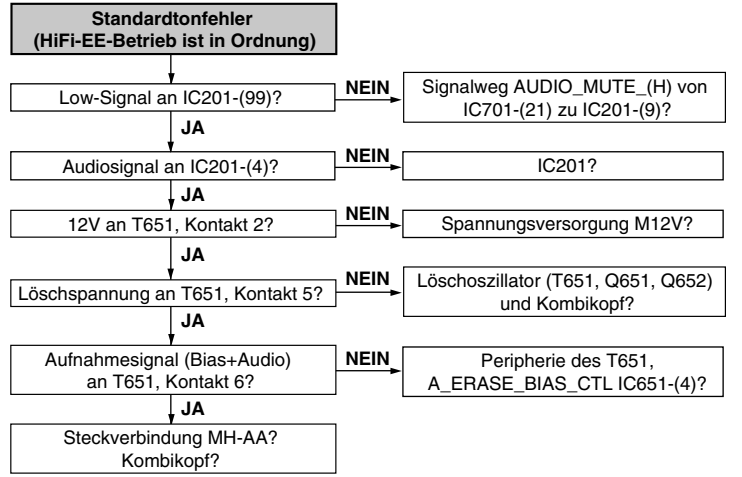 Standardtonfehler
(HiFi-EE-Betrieb ist in Ordnung)
Low-Signal an IC201-(99)?
NEIN
Signalweg AUDIO_MUTE_(H) von
IC701-(21) zu IC201-(9)?
JA
Audiosignal an IC201-(4)?
NEIN
IC201?
JA
12V an T651, Kontakt 2?
NEIN
Spannungsversorgung M12V?
JA
Löschspannung an T651, Kontakt 5?
NEIN
Löschoszillator (T651, Q651, Q652)
und Kombikopf?
JA
Aufnahmesignal (Bias+Audio)
an T651, Kontakt 6?
NEIN
Peripherie des T651,
A_ERASE_BIAS_CTL IC651-(4)?
JA
Steckverbindung MH-AA?
Kombikopf?